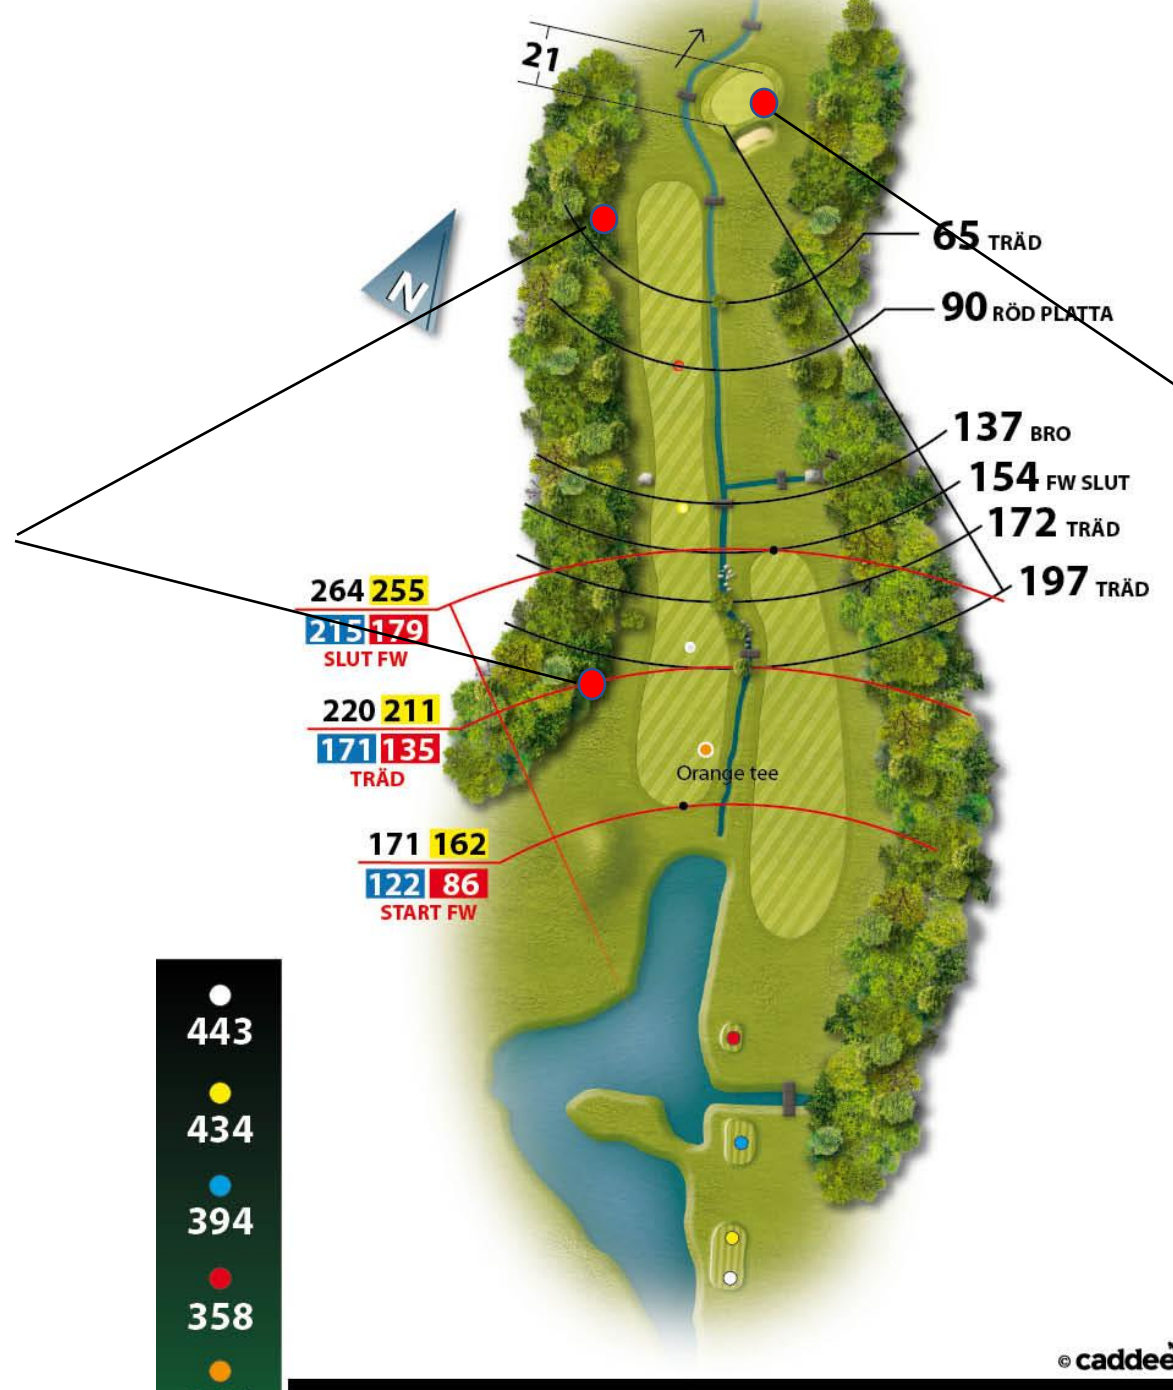 21
N
65 TRÄD
90 RÖD PLATTA
137 BRO
154 FW SLUT
172 TRÄD
197 TRÄD
264 255
215 179
SLUT FW
220 211
171 135
TRÄD
Orange tee
171 162
122 86
START FW
443
434
394
358
© caddee